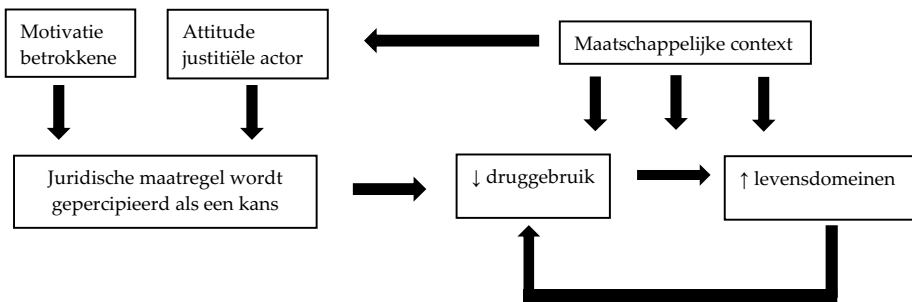 Motivatie
betrokkene
Attitude
justitiële actor
Maatschappelijke context
Juridische maatregel wordt
gepercipieerd als een kans
↓ druggebruik
↑ levensdomeinen